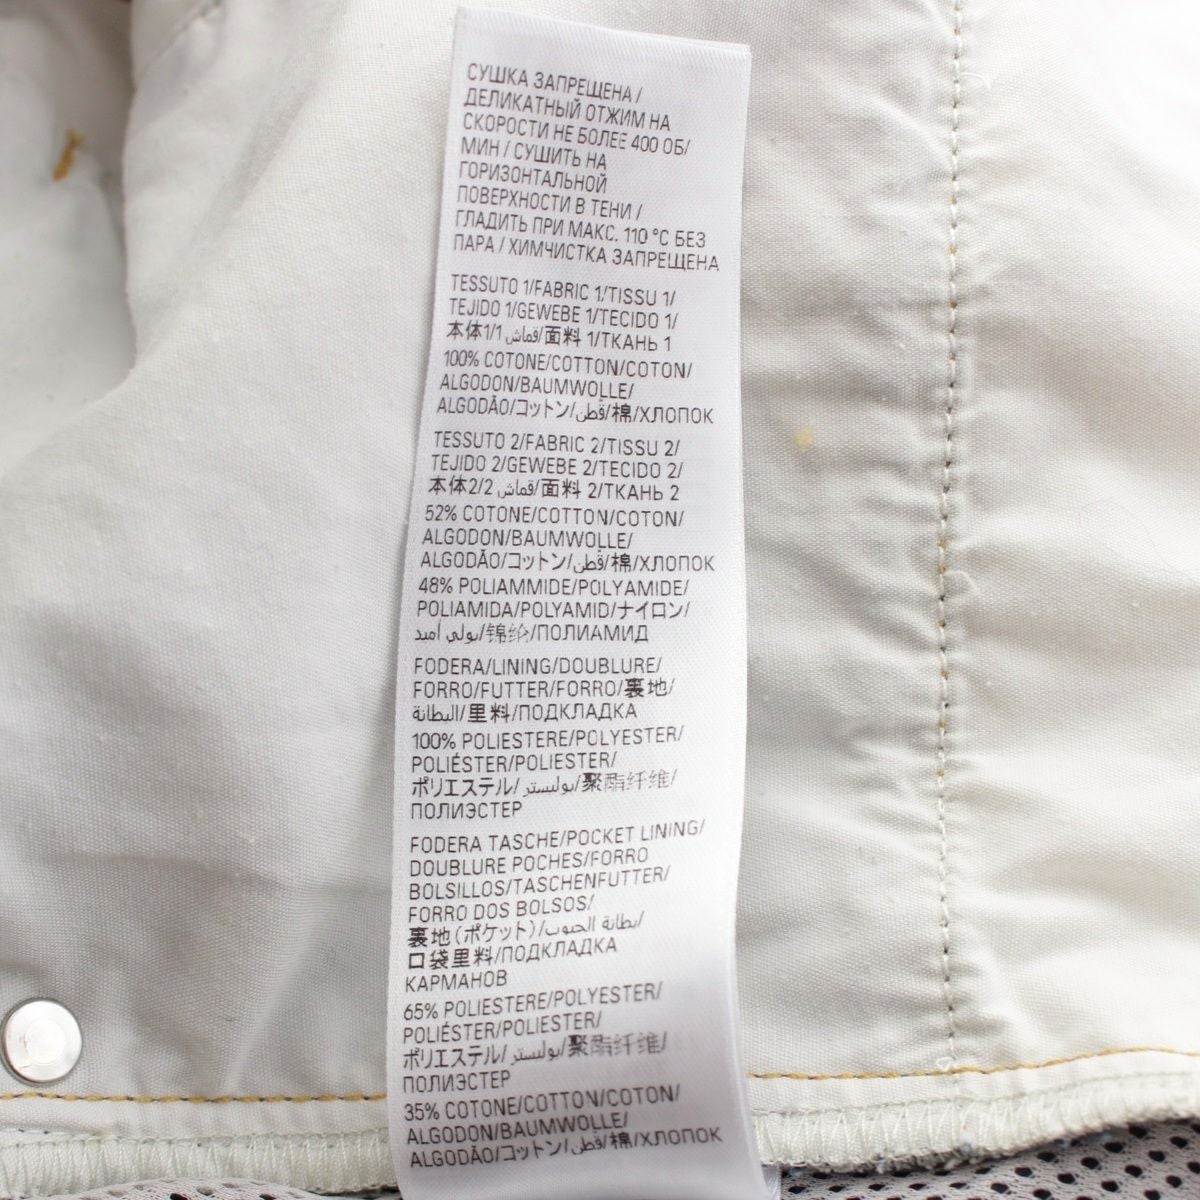 СУШКА ЗАПРЕЩЕНА /
ДЕЛИКАТНЫЙ ОТЖИМ НА
СКОРОСТИ НЕ БОЛЕЕ 400 ОБ/
МИН / СУШИТЬ НА
ГОРИЗОНТАЛЬНОЙ
ПОВЕРХНОСТИ В ТЕНИ /
ГЛАДИТЬ ПРИ МАКС. 110 °C БЕЗ
ПАРА / ХИМЧИСТКА ЗАПРЕЩЕНА
TESSUTO 1/FABRIC 1/TISSU 1/
TEJIDO 1/GEWEBE 1/TECIDO 1/
本体1/قماش 1/面料 1/ТКАНЬ 1
100% COTONE/COTTON/COTON/
ALGODON/BAUMWOLLE/
ALGODÃO/コットン/قطن/棉/ХЛОПОК
TESSUTO 2/FABRIC 2/TISSU 2/
TEJIDO 2/GEWEBE 2/TECIDO 2/
本体2/قماش 2/面料 2/ТКАНЬ 2
52% COTONE/COTTON/COTON/
ALGODON/BAUMWOLLE/
ALGODÃO/コットン/قطن/棉/ХЛОПОК
48% POLIAMMIDE/POLYAMIDE/
POLIAMIDA/POLYAMID/ナイロン/
بولي أميد/锦纶/ПОЛИАМИД
FODERA/LINING/DOUBLURE/
FORRO/FUTTER/FORRO/裏地/
البطانة/里料/ПОДКЛАДКА
100% POLIESTERE/POLYESTER/
POLIÉSTER/POLIESTER/
ポリエステル/بوليستر/聚酯纤维/
ПОЛИЭСТЕР
FODERA TASCHE/POCKET LINING/
DOUBLURE POCHES/FORRO
BOLSILLOS/TASCHENFUTTER/
FORRO DOS BOLSOS/
裏地(ポケット)/بطانة الجيوب/
口袋里料/ПОДКЛАДКА
КАРМАНОВ
65% POLIESTERE/POLYESTER/
POLIÉSTER/POLIESTER/
ポリエステル/بوليستر/聚酯纤维/
ПОЛИЭСТЕР
35% COTONE/COTTON/COTON/
ALGODON/BAUMWOLLE/
ALGODÃO/コットン/قطن/棉/ХЛОПОК